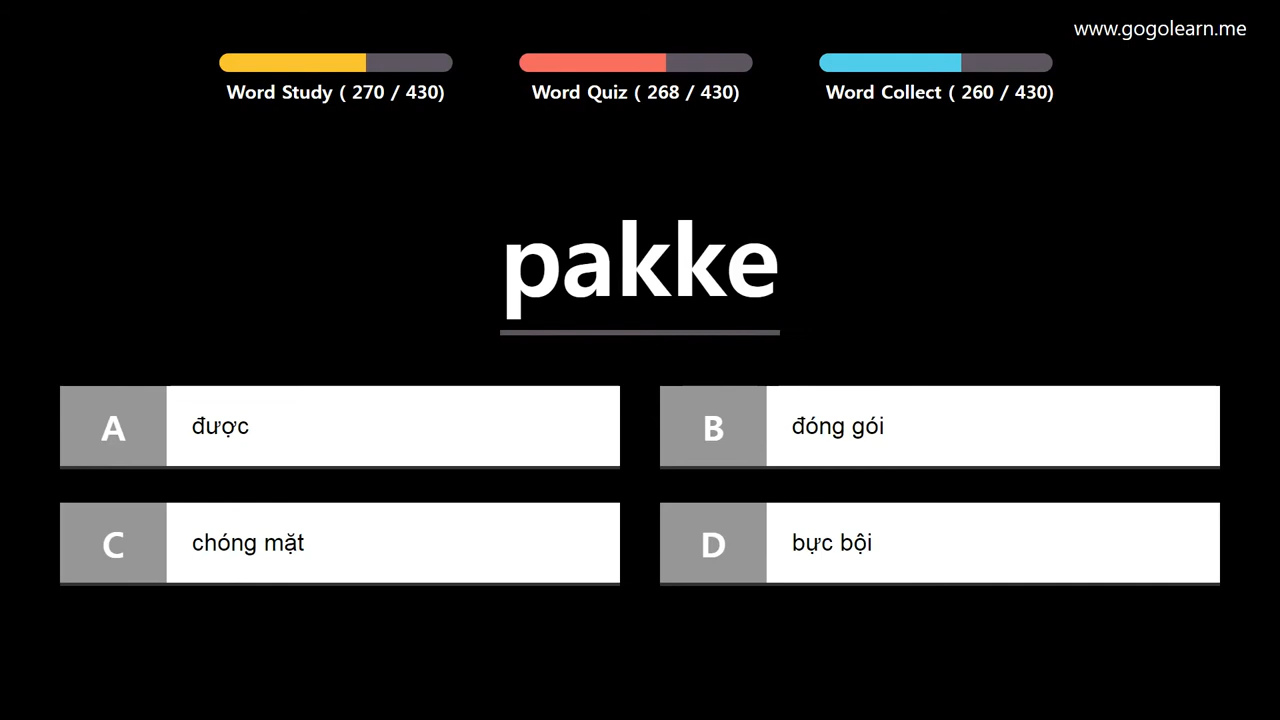 www.gogolearn.me
Word Study ( 270 / 430)
Word Quiz ( 268 / 430)
Word Collect ( 260 / 430)
pakke
A được
B đóng gói
C chóng mặt
D bực bội